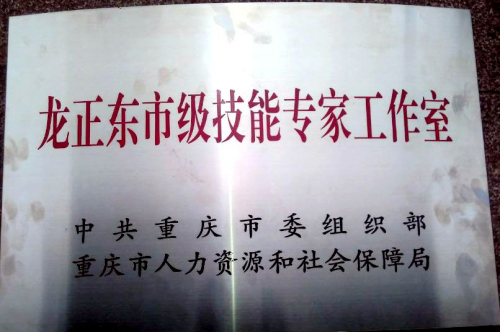 龙正东市级技能专家工作室
中共重庆市委组织部
重庆市人力资源和社会保障局